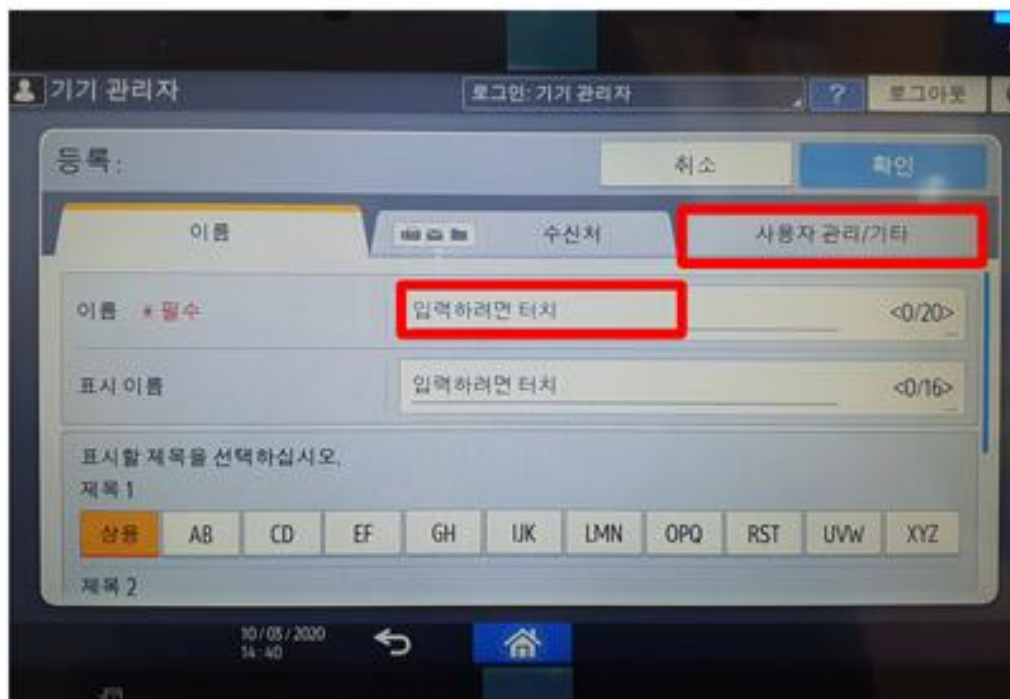 기기 관리자
로그인: 기기 관리자
?
로그아웃
등록:
취소
확인
이름
수신처
사용자 관리/기타
이름 * 필수
입력하려면 터치
<0/20>
표시 이름
입력하려면 터치
<0/16>
표시할 제목을 선택하십시오.
제목 1
상용 AB CD EF GH IJK LMN OPQ RST UVW XYZ
제목 2
10/03/2020
14:40